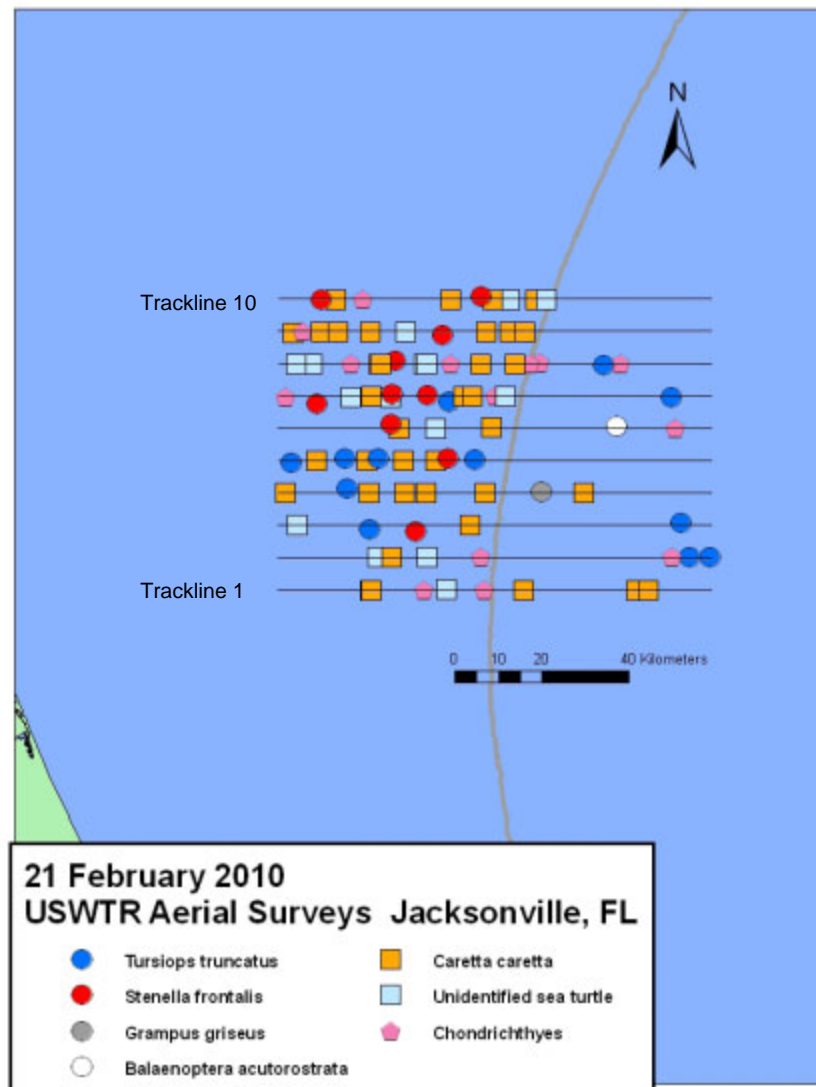 N
Trackline 10
Trackline 1
0 10 20 40 Kilometers
21 February 2010
USWTR Aerial Surveys Jacksonville, FL
Tursiops truncatus
Caretta caretta
Stenella frontalis
Unidentified sea turtle
Grampus griseus
Chondrichthyes
Balaenoptera acutorostrata